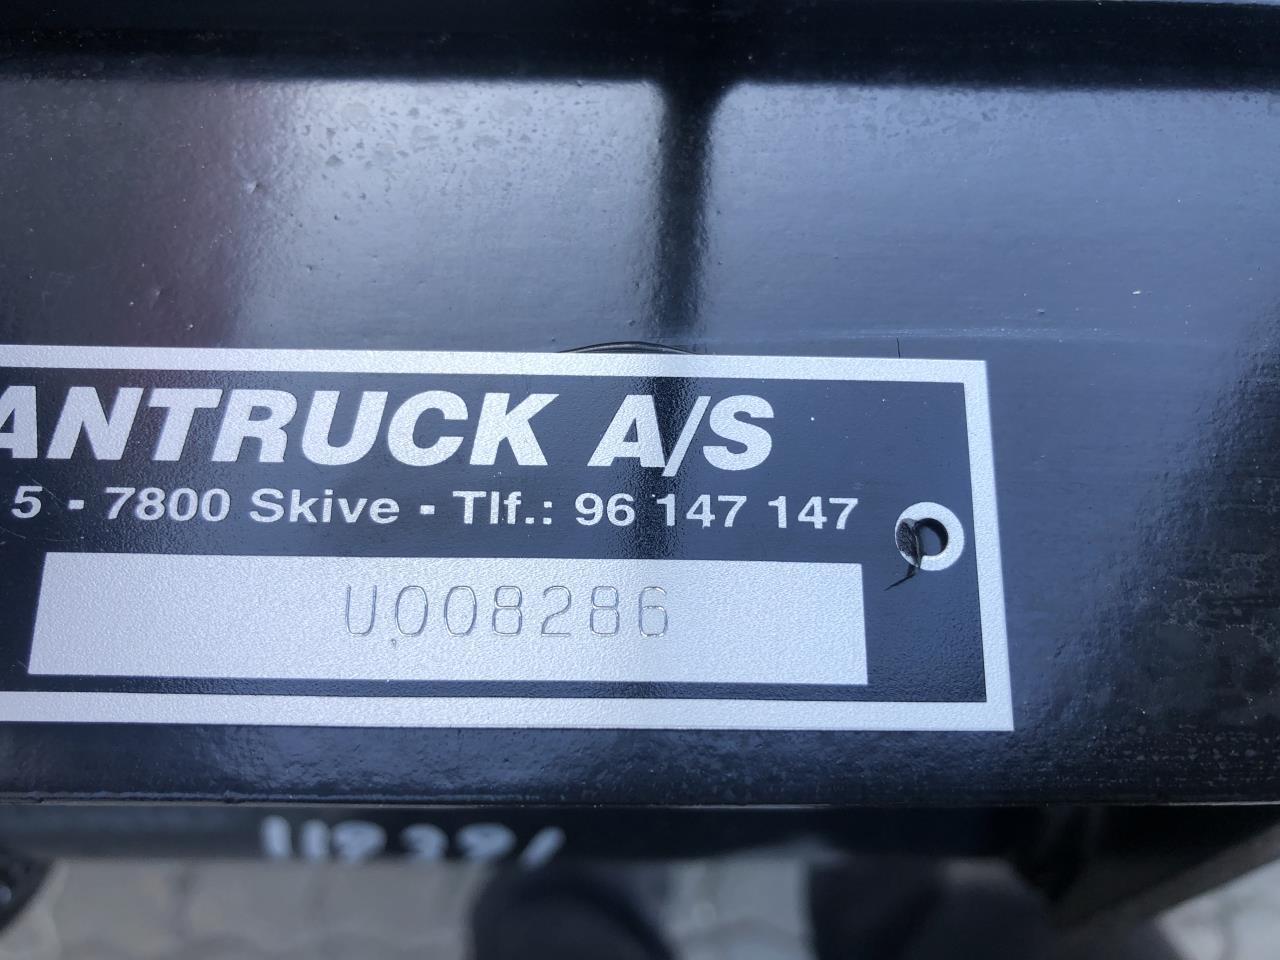 ANTRUCK A/S
5 - 7800 Skive - Tlf.: 96 147 147
U008286